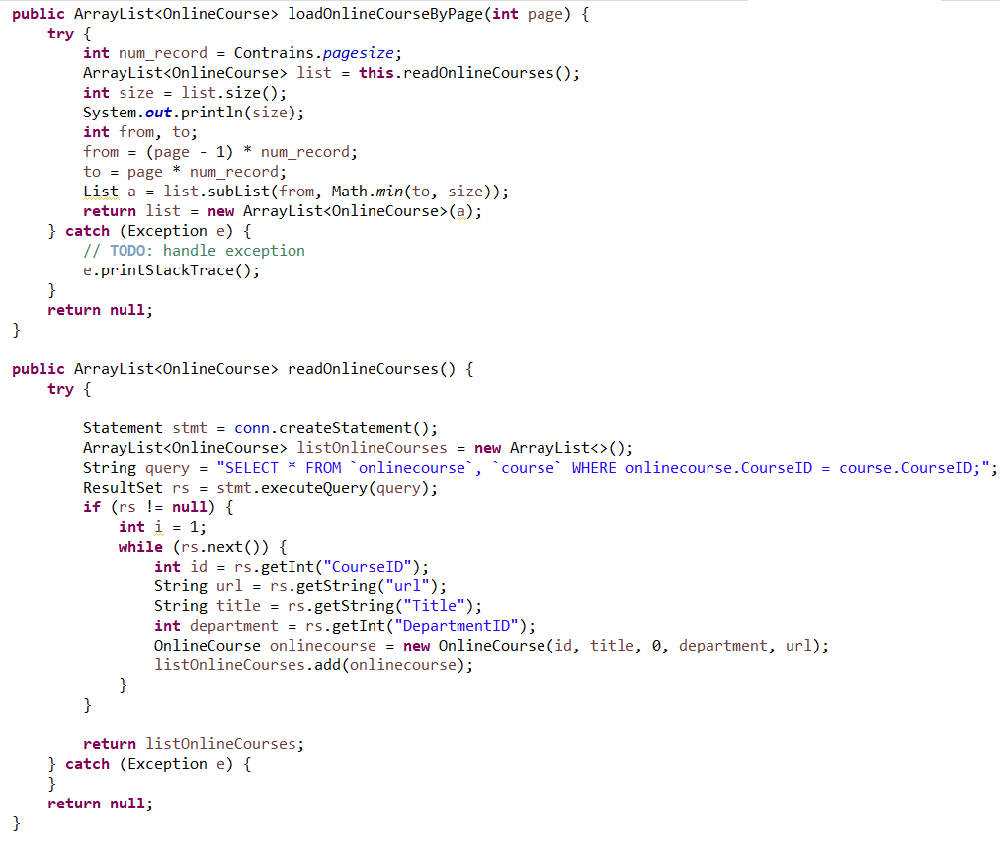 public ArrayList<OnlineCourse> loadOnlineCourseByPage(int page) {
    try {
        int num_record = Contrains.pagesize;
        ArrayList<OnlineCourse> list = this.readOnlineCourses();
        int size = list.size();
        System.out.println(size);
        int from, to;
        from = (page - 1) * num_record;
        to = page * num_record;
        List a = list.subList(from, Math.min(to, size));
        return list = new ArrayList<OnlineCourse>(a);
    } catch (Exception e) {
        // TODO: handle exception
        e.printStackTrace();
    }
    return null;
}

public ArrayList<OnlineCourse> readOnlineCourses() {
    try {

        Statement stmt = conn.createStatement();
        ArrayList<OnlineCourse> listOnlineCourses = new ArrayList<>();
        String query = "SELECT * FROM `onlinecourse`, `course` WHERE onlinecourse.CourseID = course.CourseID;";
        ResultSet rs = stmt.executeQuery(query);
        if (rs != null) {
            int i = 1;
            while (rs.next()) {
                int id = rs.getInt("CourseID");
                String url = rs.getString("url");
                String title = rs.getString("Title");
                int department = rs.getInt("DepartmentID");
                OnlineCourse onlinecourse = new OnlineCourse(id, title, 0, department, url);
                listOnlineCourses.add(onlinecourse);
            }
        }

        return listOnlineCourses;
    } catch (Exception e) {
    }
    return null;
}